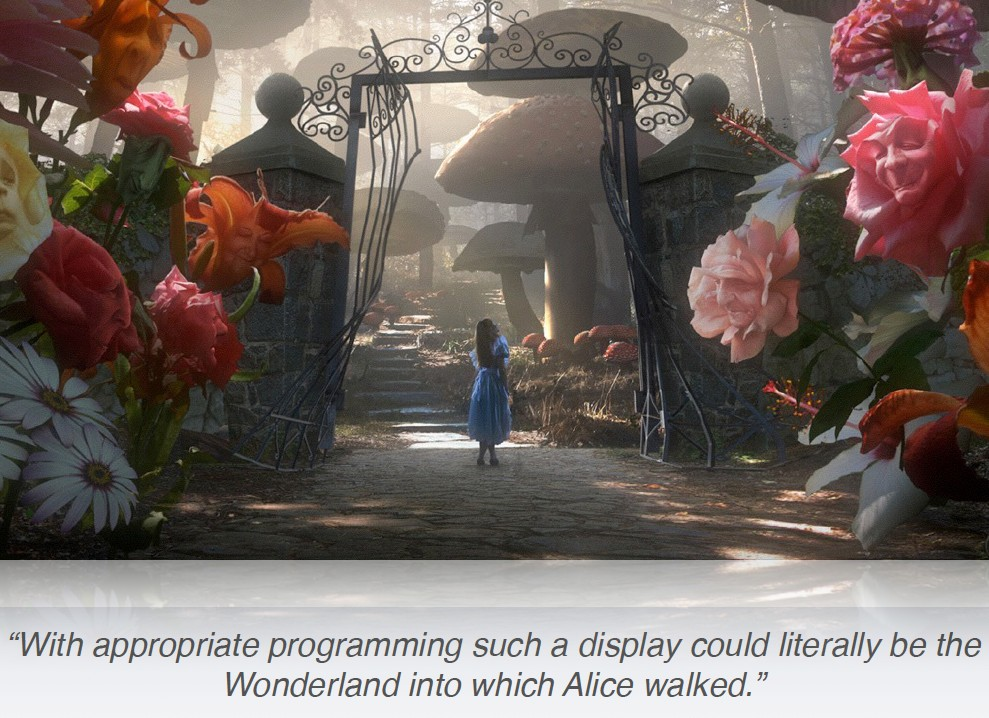 “With appropriate programming such a display could literally be the
Wonderland into which Alice walked.”